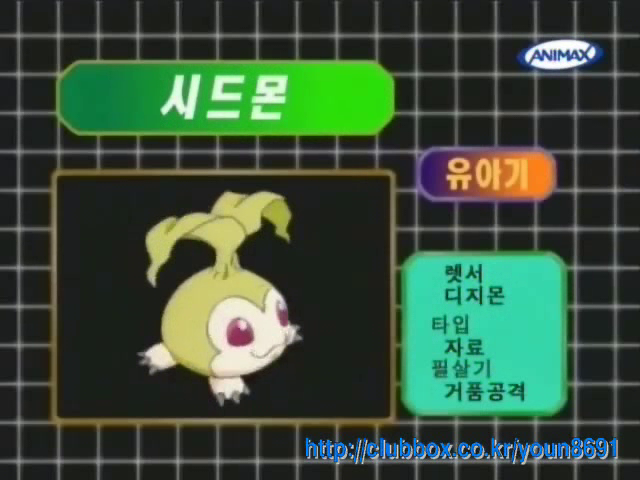 ANIMAX
시드몬
유아기
렛서
디지몬
타입
자료
필살기
거품공격
http://clubbox.co.kr/youn8691